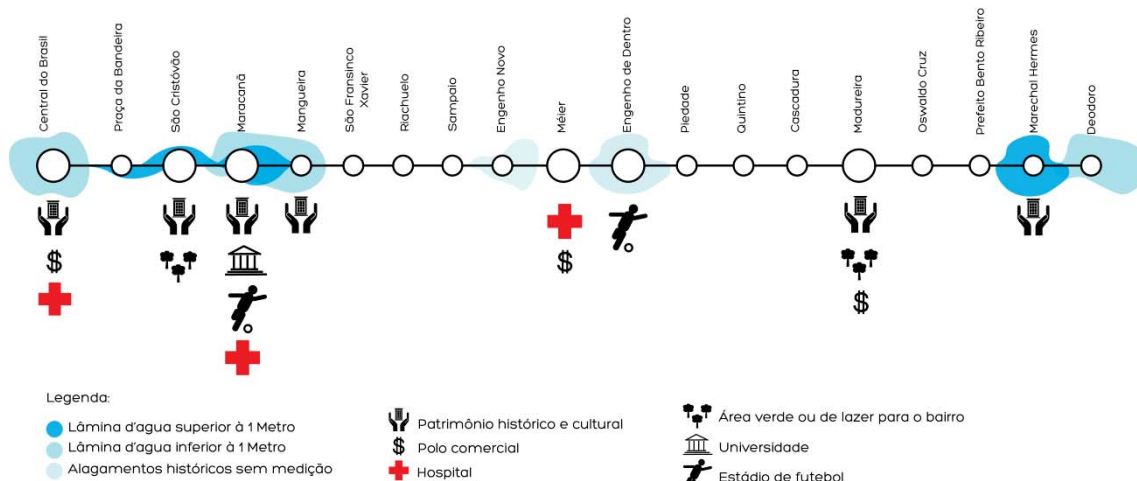 Central do Brasil
Praça da Bandeira
São Cristóvão
Maracanã
Mangueira
São Fransinco
Xavier
Riachuelo
Sampaio
Engenho Novo
Méier
Engenho de Dentro
Piedade
Quintino
Cascadura
Madureira
Oswaldo Cruz
Prefeito Bento Ribeiro
Marechal Hermes
Deodoro
$
$
$
Legenda:
Lâmina d'agua superior à 1 Metro
Lâmina d'agua inferior à 1 Metro
Alagamentos históricos sem medição
Patrimônio histórico e cultural
$ Polo comercial
Hospital
Área verde ou de lazer para o bairro
Universidade
Estádio de futebol